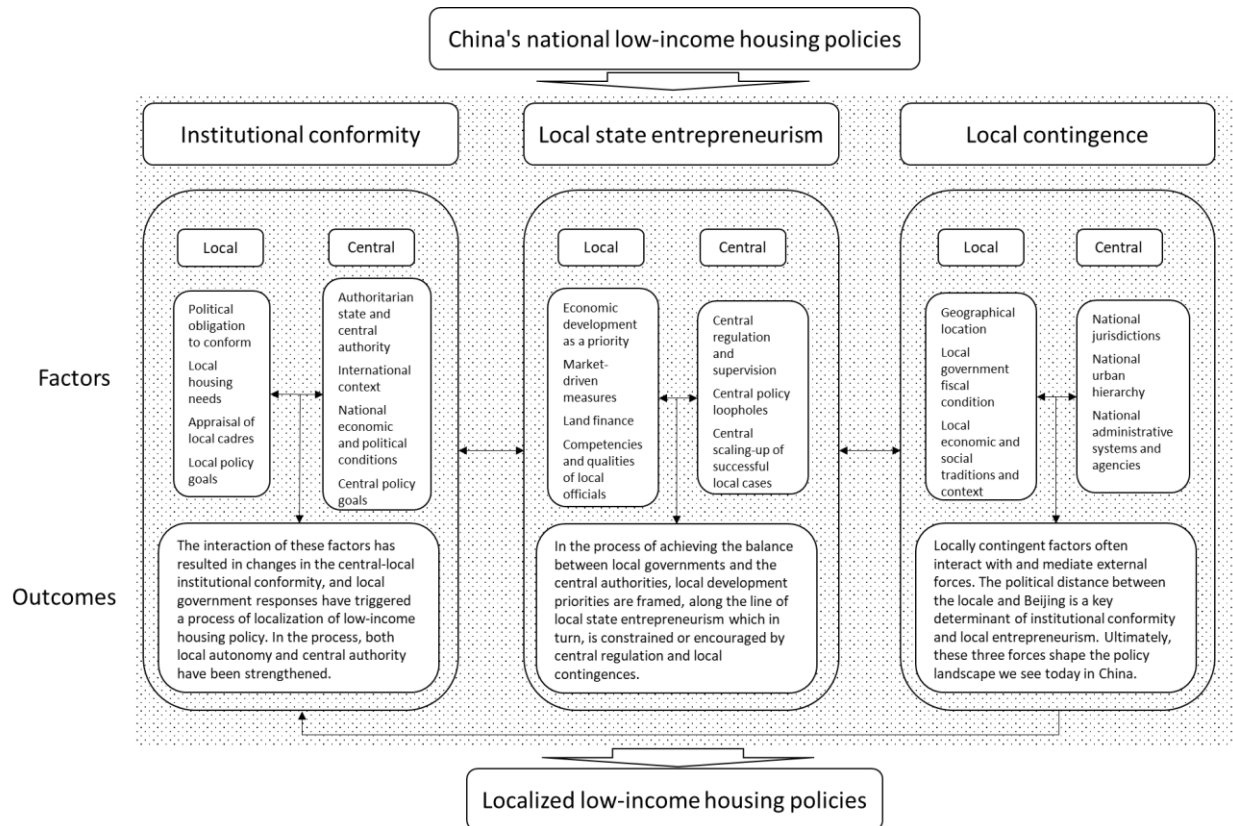 China's national low-income housing policies
Institutional conformity
Local state entrepreneurism
Local contingence
Factors
Local
Political
obligation
to conform
Local
housing
needs
Appraisal of
local cadres
Local policy
goals
Central
Authoritarian
state and
central
authority
International
context
National
economic
and political
conditions
Central policy
goals
Local
Economic
development
as a priority
Market-
driven
measures
Land finance
Competencies
and qualities
of local
officials
Central
Central
regulation
and
supervision
Central policy
loopholes
Central
scaling-up of
successful
local cases
Local
Geographical
location
Local
government
fiscal
condition
Local
economic and
social
traditions and
context
Central
National
jurisdictions
National
urban
hierarchy
National
administrative
systems and
agencies
Outcomes
The interaction of these factors has
resulted in changes in the central-local
institutional conformity, and local
government responses have triggered
a process of localization of low-income
housing policy. In the process, both
local autonomy and central authority
have been strengthened.
In the process of achieving the balance
between local governments and the
central authorities, local development
priorities are framed, along the line of
local state entrepreneurism which in
turn, is constrained or encouraged by
central regulation and local
contingences.
Locally contingent factors often
interact with and mediate external
forces. The political distance between
the locale and Beijing is a key
determinant of institutional conformity
and local entrepreneurism. Ultimately,
these three forces shape the policy
landscape we see today in China.
Localized low-income housing policies